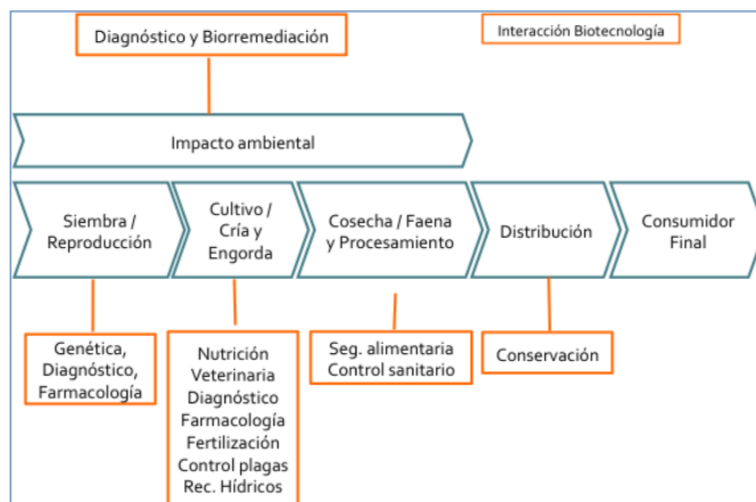 Diagnóstico y Biorremediación
Interacción Biotecnología
Impacto ambiental
Siembra /
Reproducción
Cultivo /
Cría y
Engorda
Cosecha / Faena
y Procesamiento
Distribución
Consumidor
Final
Genética,
Diagnóstico,
Farmacología
Nutrición
Veterinaria
Diagnóstico
Farmacología
Fertilización
Control plagas
Rec. Hídricos
Seg. alimentaria
Control sanitario
Conservación